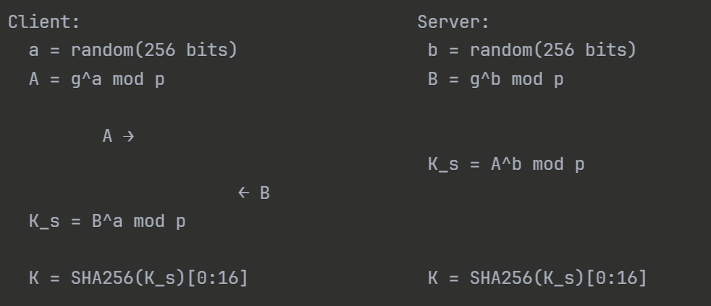 Client: Server:
a = random(256 bits) b = random(256 bits)
A = g^a mod p B = g^b mod p
A →
K_s = A^b mod p
← B
K_s = B^a mod p
K = SHA256(K_s)[0:16] K = SHA256(K_s)[0:16]